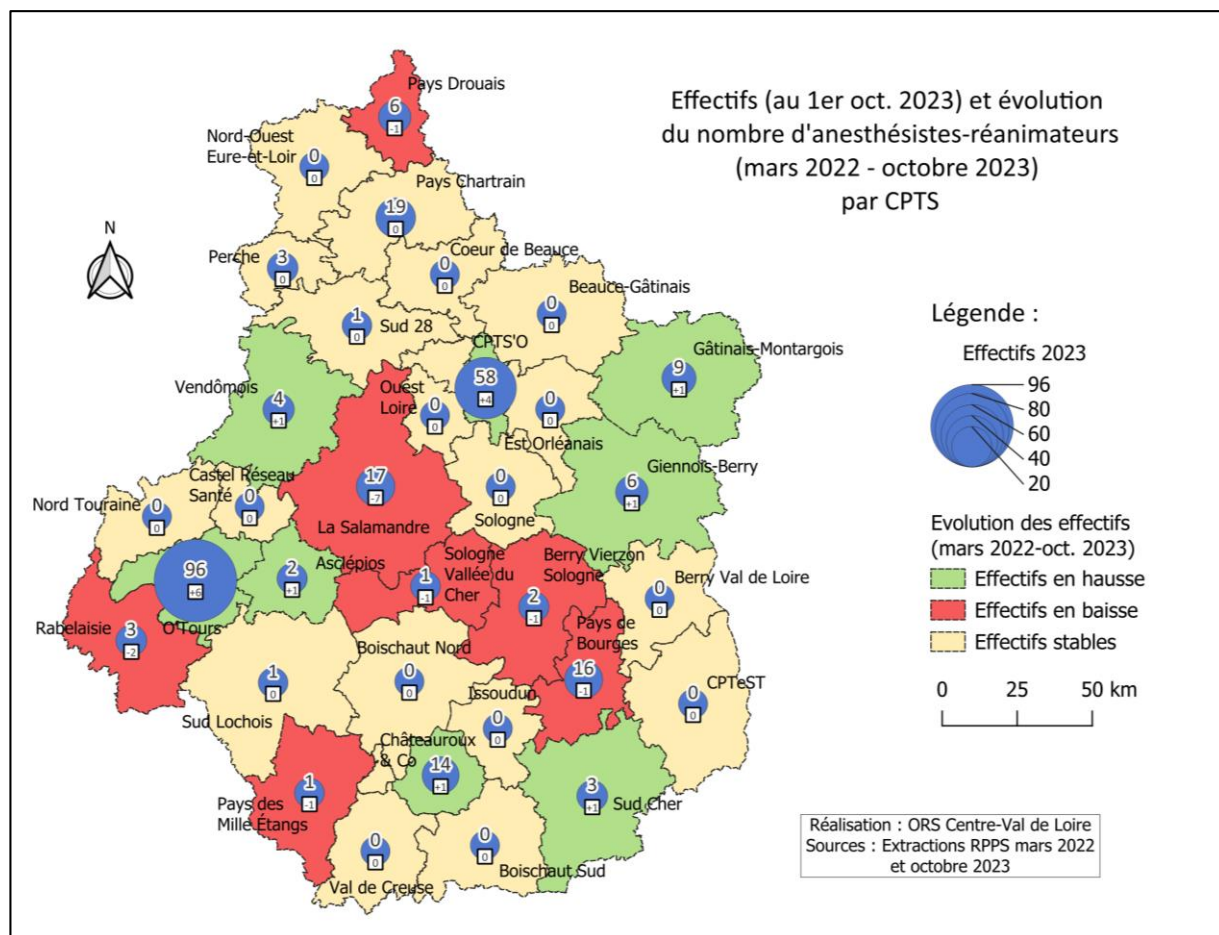 Effectifs (au 1er oct. 2023) et évolution
du nombre d'anesthésistes-réanimateurs
(mars 2022 - octobre 2023)
par CPTS
Pays Drouais
6
-1
Nord-Ouest
Eure-et-Loir
0
0
Pays Chartrain
19
0
N
Perche
3
0
Coeur de Beauce
0
0
Beauce-Gâtinais
0
0
Sud 28
1
0
CPTS'O
58
+4
Gâtinais-Montargois
9
+1
Vendômois
4
+1
Ouest
Loire
0
0
Est Orléanais
0
0
Giennois-Berry
6
+1
La Salamandre
17
-7
Sologne
0
0
Castel Réseau
Santé
0
0
Nord Touraine
0
0
O'Tours
96
+6
Asclépios
2
+1
Sologne
Vallée du
Cher
1
-1
Berry Vierzon
Sologne
2
-1
Berry Val de Loire
0
0
Rabelaisie
3
-2
Pays de
Bourges
16
-1
Boischaut Nord
0
0
Sud Lochois
1
0
Issoudun
0
0
CPTeST
0
0
Châteauroux
& Co
14
+1
Sud Cher
3
+1
Pays des
Mille Étangs
1
-1
Val de Creuse
0
0
Boischaut Sud
0
0
Légende :
Effectifs 2023
96
80
60
40
20
Evolution des effectifs
(mars 2022-oct. 2023)
Effectifs en hausse
Effectifs en baisse
Effectifs stables
0 25 50 km
Réalisation : ORS Centre-Val de Loire
Sources : Extractions RPPS mars 2022
et octobre 2023